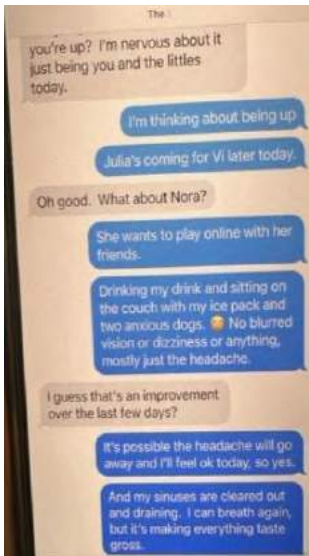 The
you're up? I'm nervous about it
just being you and the littles
today.
I'm thinking about being up
Julia's coming for Vi later today.
Oh good. What about Nora?
She wants to play online with her
friends.
Drinking my drink and sitting on
the couch with my ice pack and
two anxious dogs. No blurred
vision or dizziness or anything,
mostly just the headache.
I guess that's an improvement
over the last few days?
It's possible the headache will go
away and I'll feel ok today, so yes.
And my sinuses are cleared out
and draining. I can breath again,
but it's making everything taste
gross.